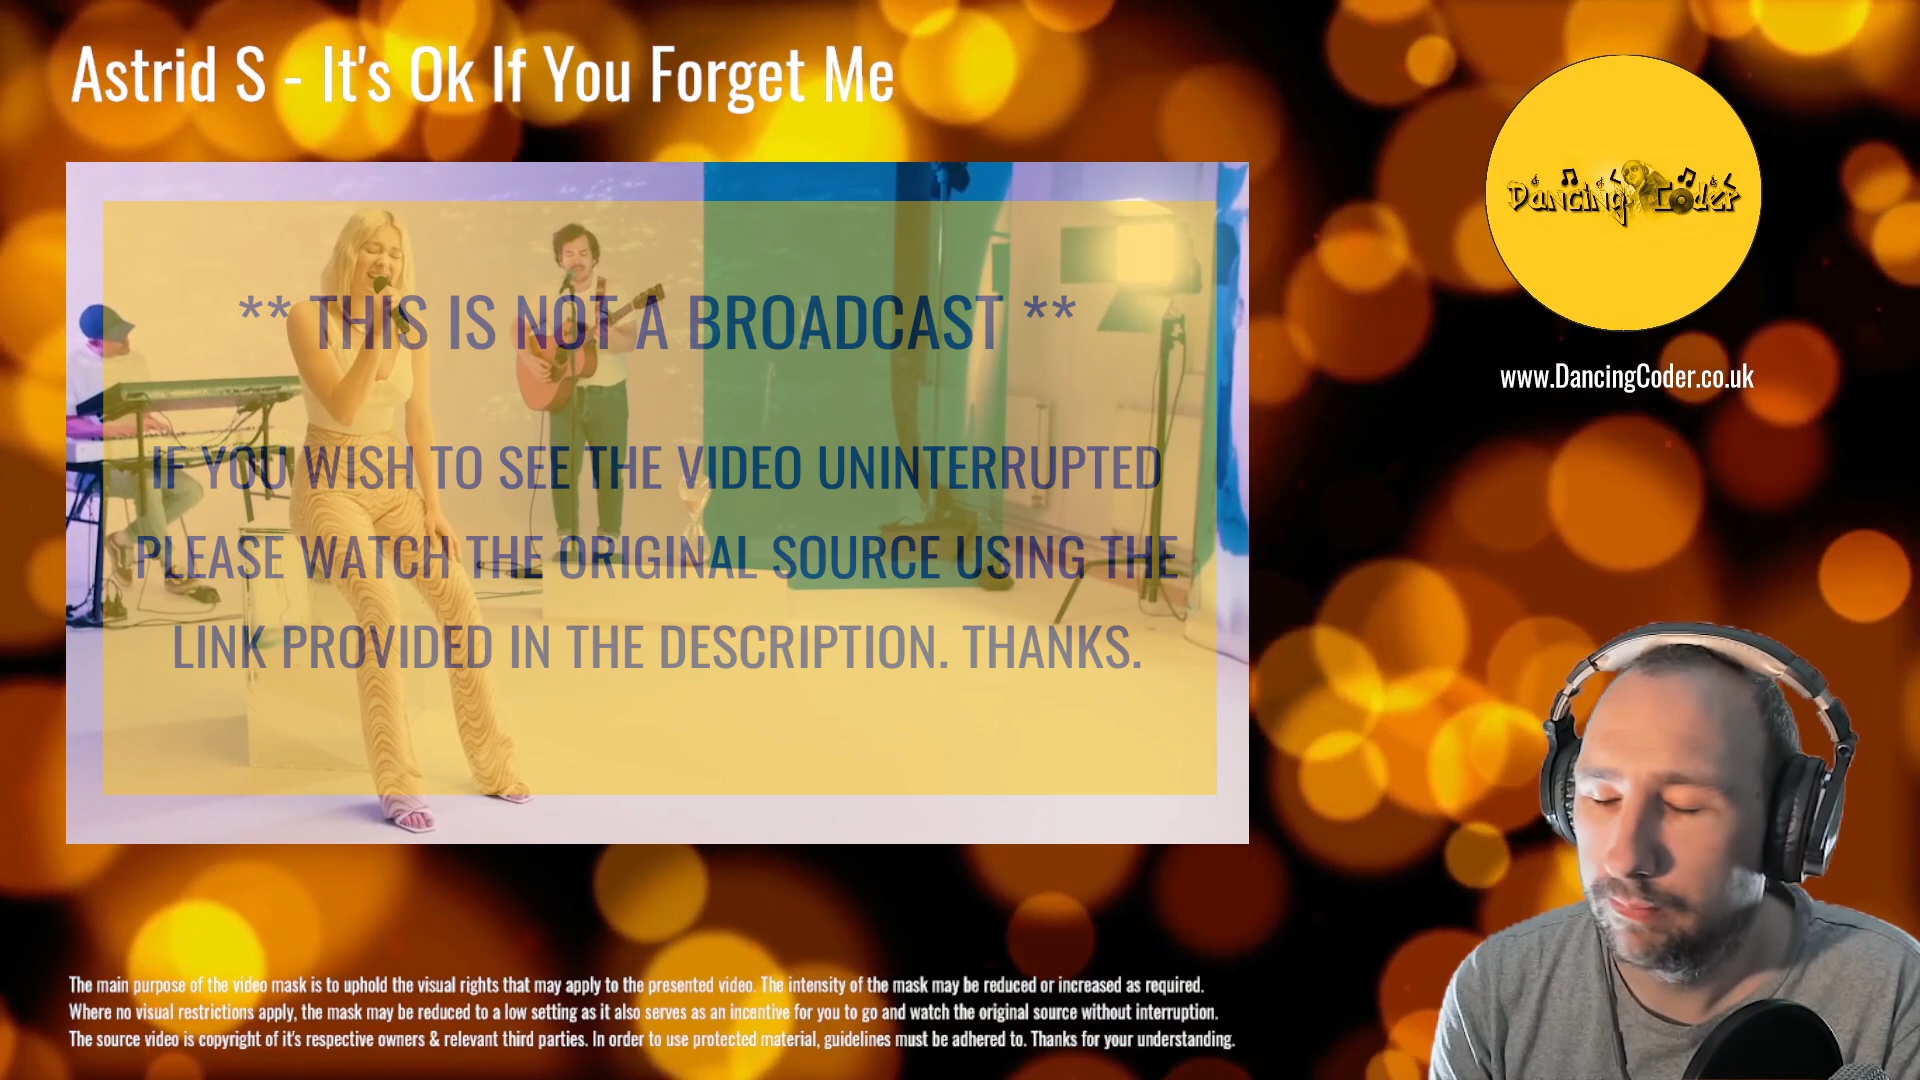 Astrid S - It's Ok If You Forget Me
Dancing Coder
www.DancingCoder.co.uk
** THIS IS NOT A BROADCAST **
IF YOU WISH TO SEE THE VIDEO UNINTERRUPTED
PLEASE WATCH THE ORIGINAL SOURCE USING THE
LINK PROVIDED IN THE DESCRIPTION. THANKS.
The main purpose of the video mask is to uphold the visual rights that may apply to the presented video. The intensity of the mask may be reduced or increased as required.
Where no visual restrictions apply, the mask may be reduced to a low setting as it also serves as an incentive for you to go and watch the original source without interruption.
The source video is copyright of it's respective owners & relevant third parties. In order to use protected material, guidelines must be adhered to. Thanks for your understanding.